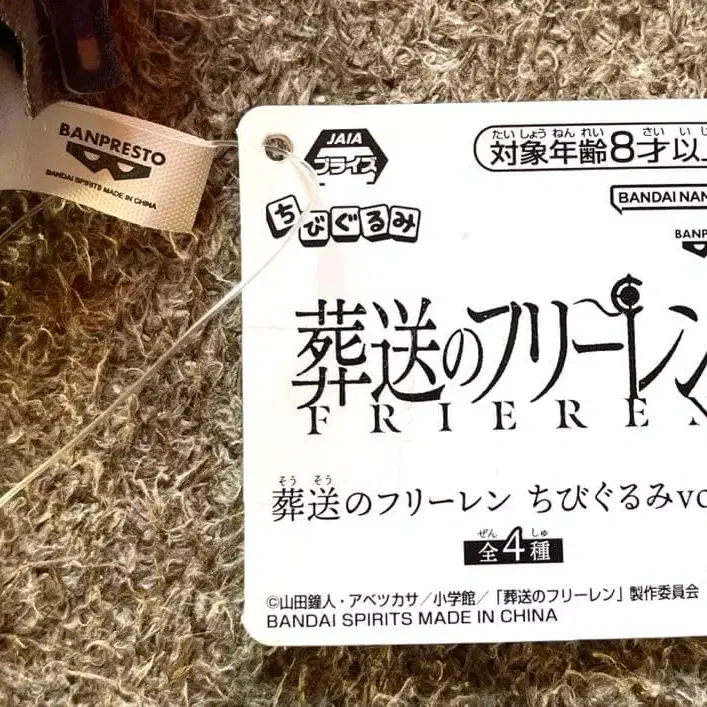 BANPRESTO
BANDAI SPIRITS MADE IN CHINA
JAIA
プライズ
たいしょうねんれい さいい
対象年齢8才以
ちびぐるみ
BANDAI NAM
BANP
葬送のフリーレン
FRIEREN
そうそう
葬送のフリーレン ちびぐるみvo
ぜん しゅ
全4種
©山田鐘人・アベツカサ/小学館/「葬送のフリーレン」製作委員会
BANDAI SPIRITS MADE IN CHINA